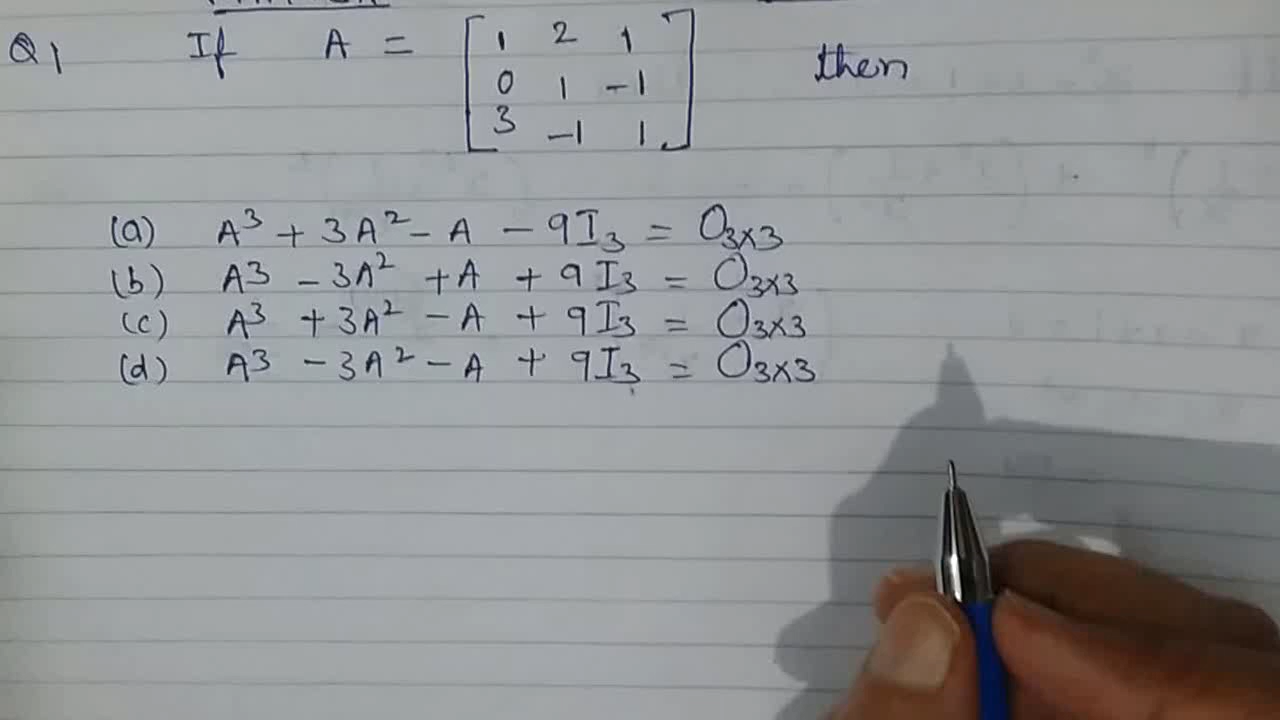 Q1 If A = [ 1 2 1 then
0 1 -1
3 -1 1 ]
(a) A³ + 3A² - A - 9I₃ = O₃ₓ₃
(b) A³ - 3A² + A + 9I₃ = O₃ₓ₃
(c) A³ + 3A² - A + 9I₃ = O₃ₓ₃
(d) A³ - 3A² - A + 9I₃ = O₃ₓ₃